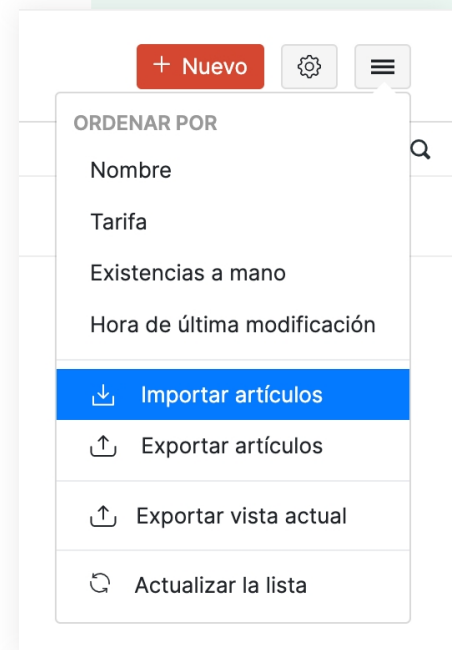 + Nuevo
ORDENAR POR
Nombre
Tarifa
Existencias a mano
Hora de última modificación
Importar artículos
Exportar artículos
Exportar vista actual
Actualizar la lista